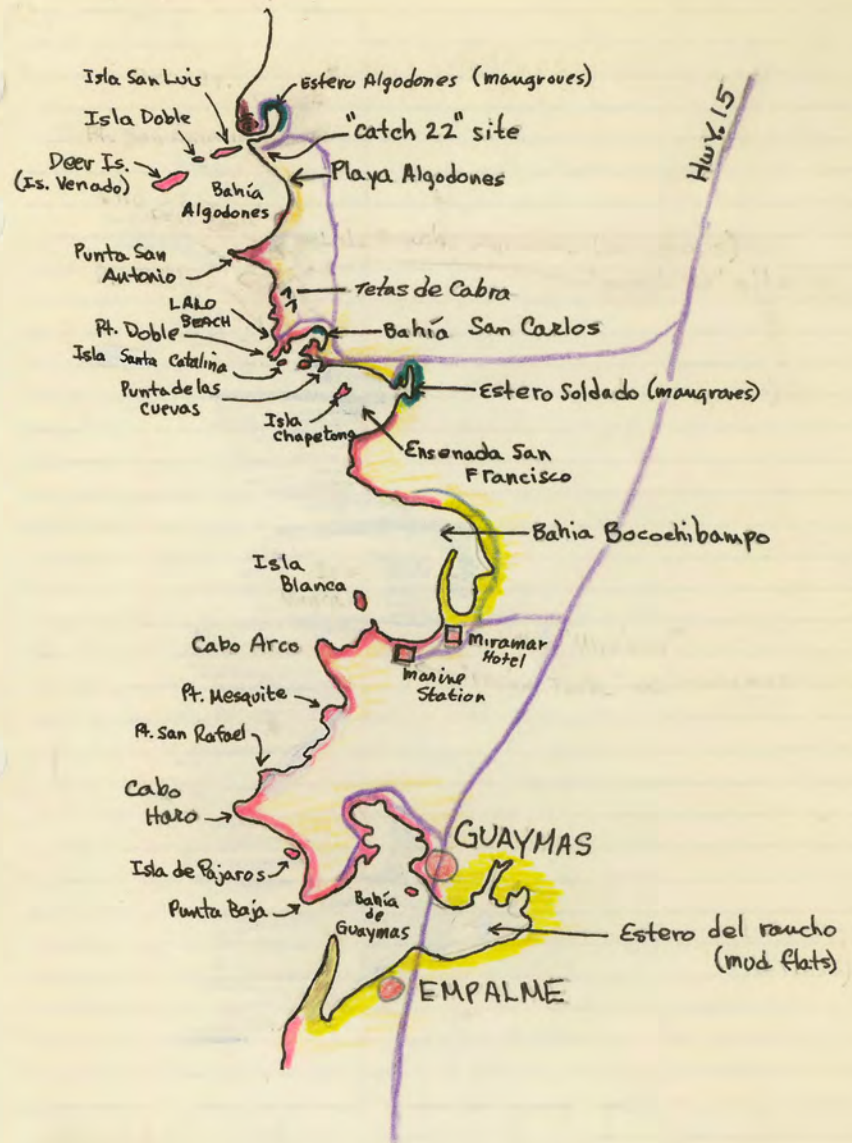 Isla San Luis
Estero Algodones (mangroves)
Isla Doble
"Catch 22" site
Deer Is.
(Is. Venado)
Playa Algodones
Bahía
Algodones
Hwy. 15
Punta San
Antonio
Tetas de Cabra
LALO
BEACH
Pt. Doble
Bahía San Carlos
Isla Santa Catalina
Punta de las
Cuevas
Estero Soldado (mangroves)
Isla
Chapetona
Ensenada San
Francisco
Bahia Bocochibampo
Isla
Blanca
Cabo Arco
Miramar
Hotel
Marine
Station
Pt. Mesquite
Pt. San Rafael
Cabo
Haro
GUAYMAS
Isla de Pajaros
Punta Baja
Bahía
de
Guaymas
Estero del rancho
(mud flats)
EMPALME